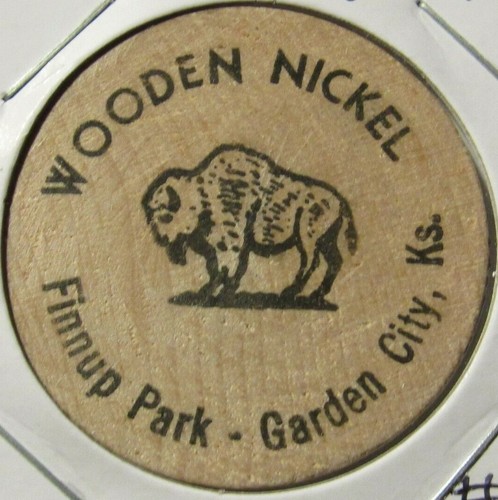 WOODEN NICKEL
Finnup Park - Garden City, Ks.